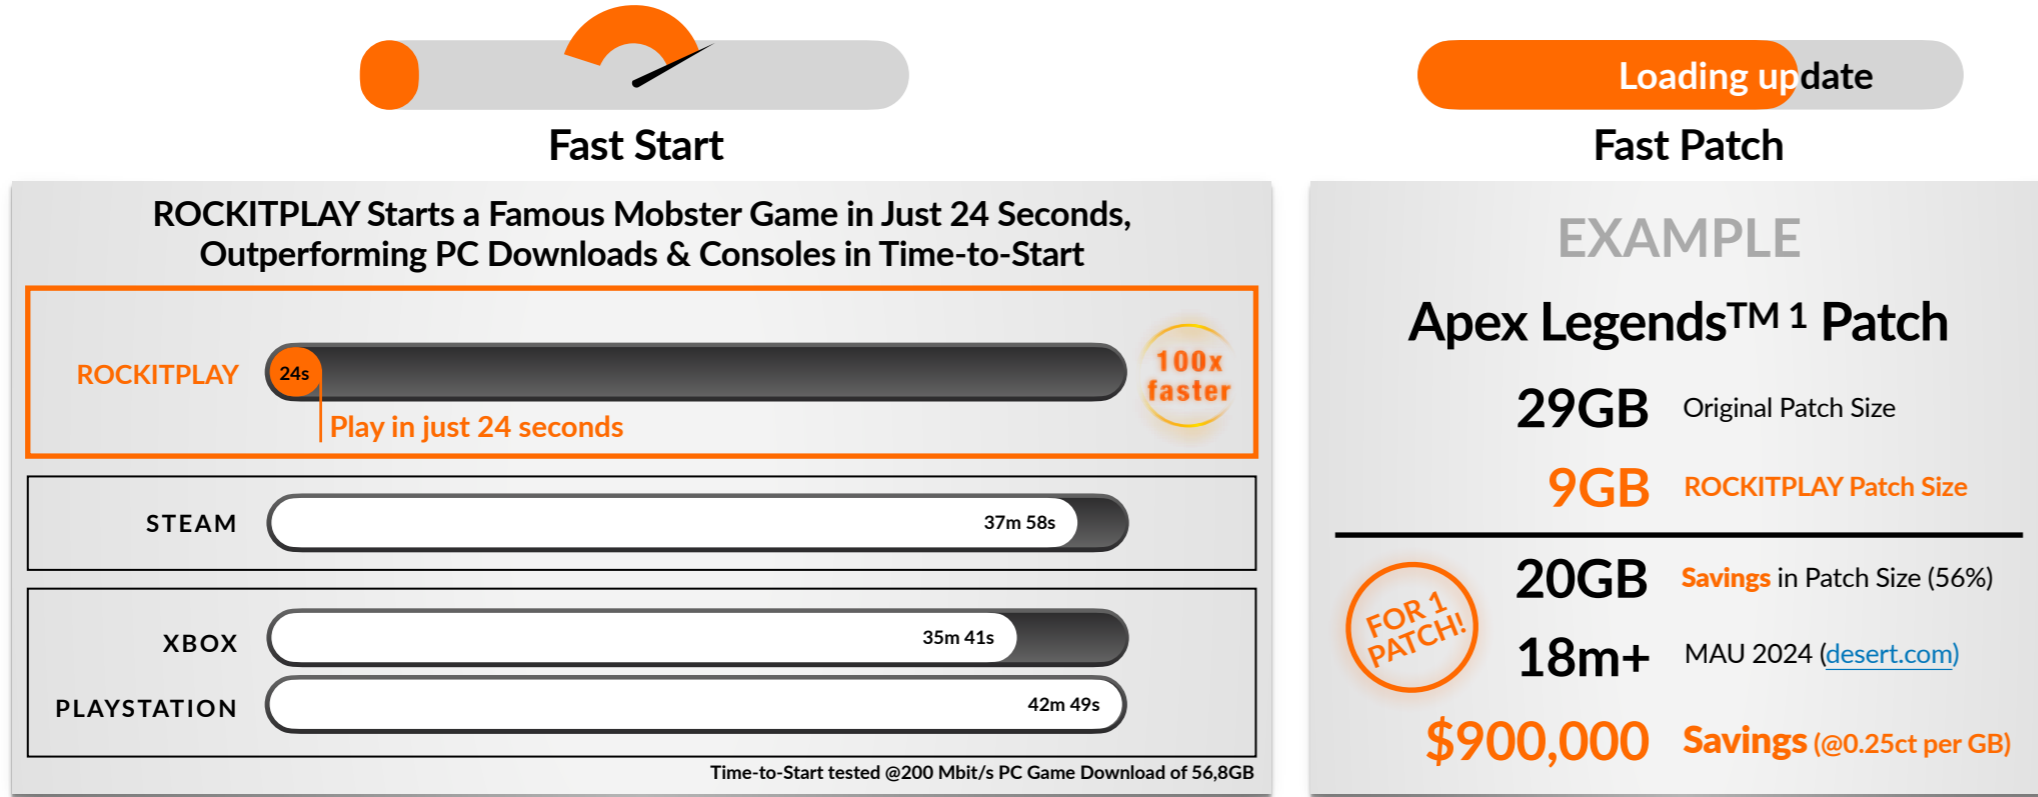 Fast Start
ROCKITPLAY Starts a Famous Mobster Game in Just 24 Seconds,
Outperforming PC Downloads & Consoles in Time-to-Start
ROCKITPLAY
24s
Play in just 24 seconds
100x
faster
STEAM
37m 58s
XBOX
35m 41s
PLAYSTATION
42m 49s
Time-to-Start tested @200 Mbit/s PC Game Download of 56,8GB
Loading update
Fast Patch
EXAMPLE
Apex Legends™ ¹ Patch
29GB Original Patch Size
9GB ROCKITPLAY Patch Size
20GB Savings in Patch Size (56%)
FOR 1
PATCH!
18m+ MAU 2024 (desert.com)
$900,000 Savings (@0.25ct per GB)